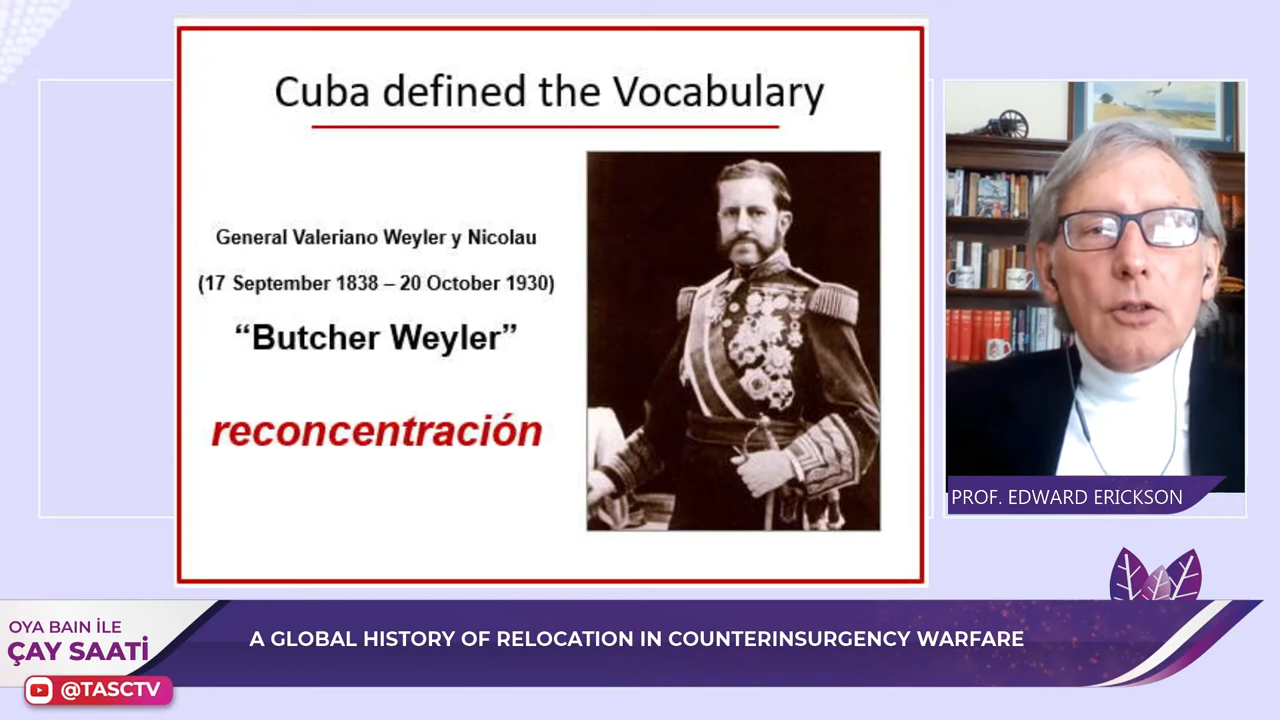 Cuba defined the Vocabulary
General Valeriano Weyler y Nicolau
(17 September 1838 – 20 October 1930)
“Butcher Weyler”
reconcentración
PROF. EDWARD ERICKSON
OYA BAIN İLE
ÇAY SAATİ
A GLOBAL HISTORY OF RELOCATION IN COUNTERINSURGENCY WARFARE
@TASCTV